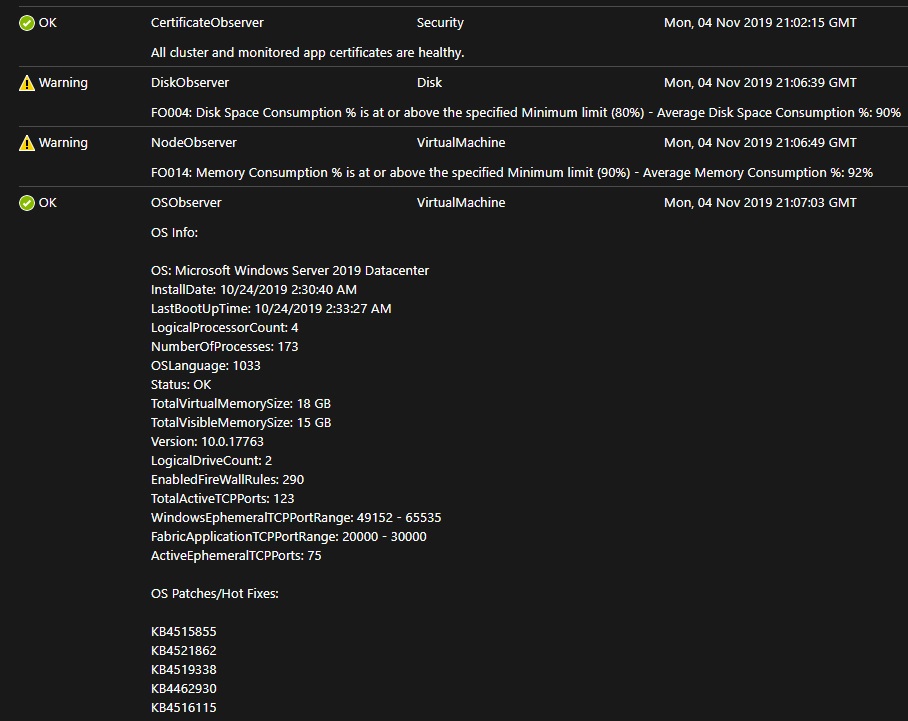 OK CertificateObserver Security Mon, 04 Nov 2019 21:02:15 GMT
All cluster and monitored app certificates are healthy.
Warning DiskObserver Disk Mon, 04 Nov 2019 21:06:39 GMT
FO004: Disk Space Consumption % is at or above the specified Minimum limit (80%) - Average Disk Space Consumption %: 90%
Warning NodeObserver VirtualMachine Mon, 04 Nov 2019 21:06:49 GMT
FO014: Memory Consumption % is at or above the specified Minimum limit (90%) - Average Memory Consumption %: 92%
OK OSObserver VirtualMachine Mon, 04 Nov 2019 21:07:03 GMT
OS Info:
OS: Microsoft Windows Server 2019 Datacenter
InstallDate: 10/24/2019 2:30:40 AM
LastBootUpTime: 10/24/2019 2:33:27 AM
LogicalProcessorCount: 4
NumberOfProcesses: 173
OSLanguage: 1033
Status: OK
TotalVirtualMemorySize: 18 GB
TotalVisibleMemorySize: 15 GB
Version: 10.0.17763
LogicalDriveCount: 2
EnabledFireWallRules: 290
TotalActiveTCPPorts: 123
WindowsEphemeralTCPPortRange: 49152 - 65535
FabricApplicationTCPPortRange: 20000 - 30000
ActiveEphemeralTCPPorts: 75
OS Patches/Hot Fixes:
KB4515855
KB4521862
KB4519338
KB4462930
KB4516115